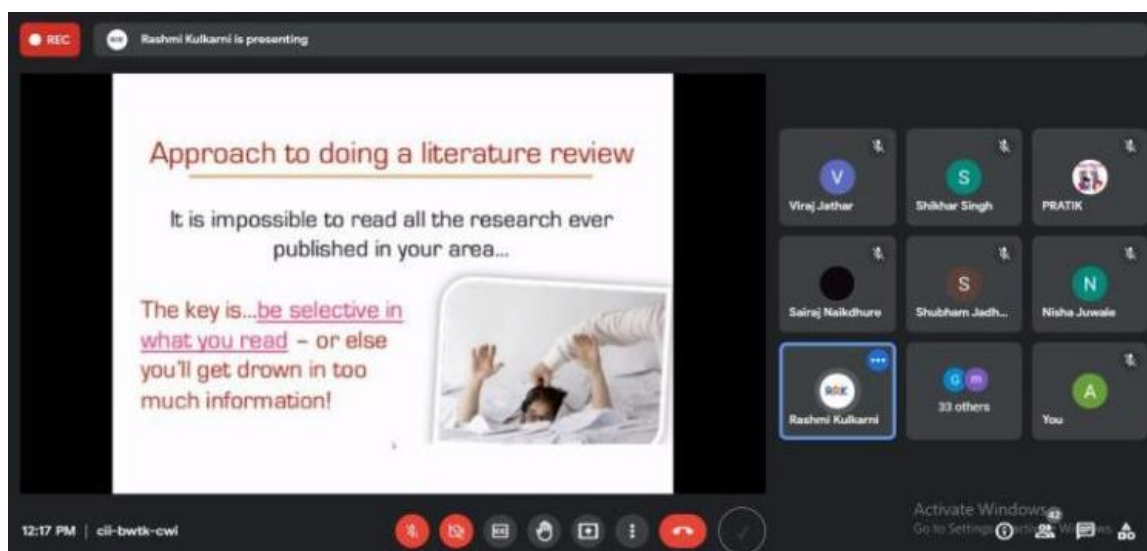 REC
Rashmi Kulkarni is presenting
Approach to doing a literature review
It is impossible to read all the research ever
published in your area...
The key is...be selective in
what you read – or else
you'll get drown in too
much information!
V
Viraj Jathar
S
Shikhar Singh
PRATIK
Sairaj Naikdhure
S
Shubham Jadh...
N
Nisha Juwale
RRK
Rashmi Kulkarni
G m
33 others
A
You
12:17 PM | cii-bwtk-cwi
Activate Windows
Go to Settings
42